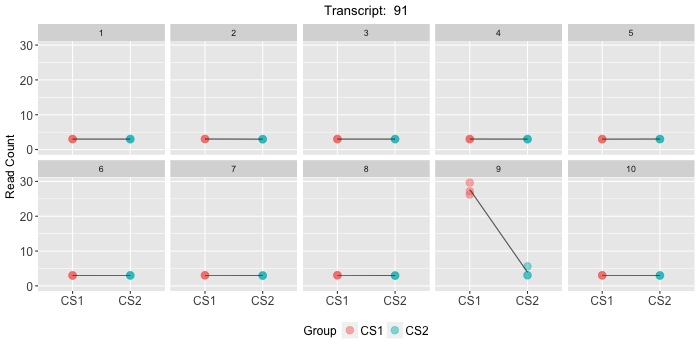 Transcript:  91
1 2 3 4 5
30
20
10
0
Read Count
6 7 8 9 10
30
20
10
0
CS1 CS2 CS1 CS2 CS1 CS2 CS1 CS2 CS1 CS2
Group CS1 CS2